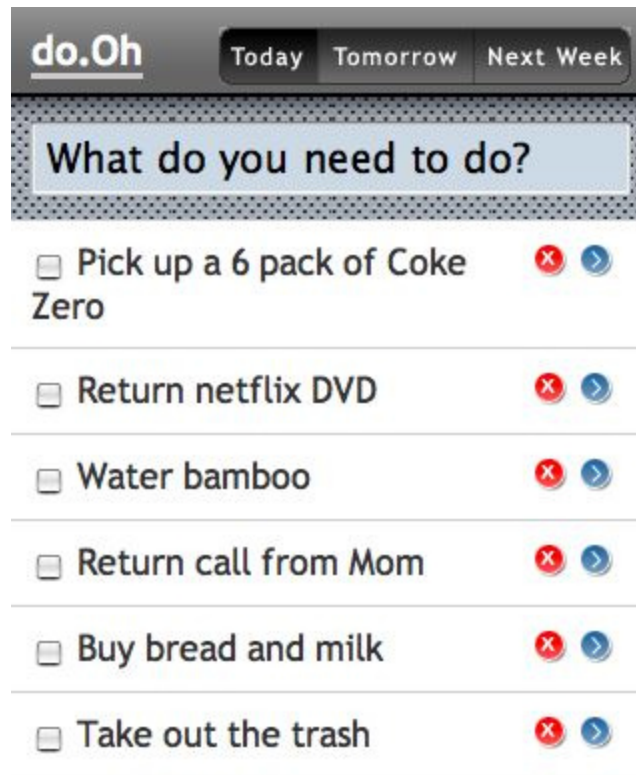 do.Oh
Today Tomorrow Next Week
What do you need to do?
Pick up a 6 pack of Coke
Zero
Return netflix DVD
Water bamboo
Return call from Mom
Buy bread and milk
Take out the trash